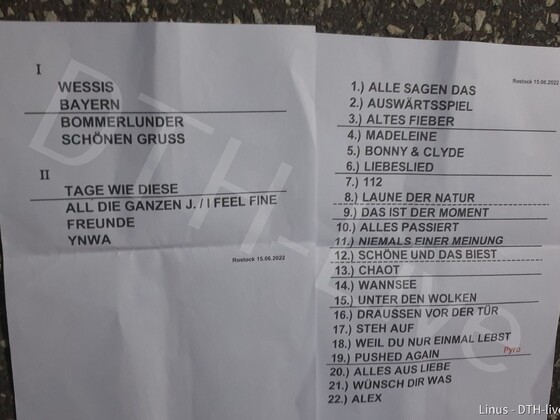 I
WESSIS
BAYERN
BOMMERLUNDER
SCHÖNEN GRUSS
II
TAGE WIE DIESE
ALL DIE GANZEN J. / I FEEL FINE
FREUNDE
YNWA
Rostock 15.06.2022
Rostock 15.06.2022
1.) ALLE SAGEN DAS
2.) AUSWÄRTSSPIEL
3.) ALTES FIEBER
4.) MADELEINE
5.) BONNY & CLYDE
6.) LIEBESLIED
7.) 112
8.) LAUNE DER NATUR
9.) DAS IST DER MOMENT
10.) ALLES PASSIERT
11.) NIEMALS EINER MEINUNG
12.) SCHÖNE UND DAS BIEST
13.) CHAOT
14.) WANNSEE
15.) UNTER DEN WOLKEN
16.) DRAUSSEN VOR DER TÜR
17.) STEH AUF
18.) WEIL DU NUR EINMAL LEBST
19.) PUSHED AGAIN Pyro
20.) ALLES AUS LIEBE
21.) WÜNSCH DIR WAS
22.) ALEX
DTH-Live
Linus - DTH-liv